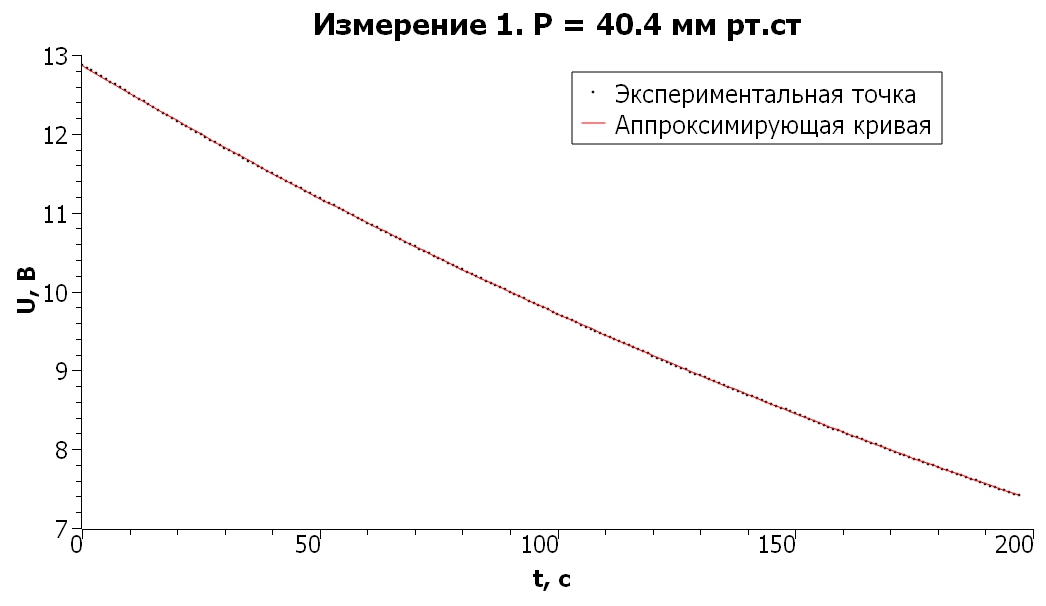 Измерение 1. P = 40.4 мм рт.ст
Экспериментальная точка
Аппроксимирующая кривая
U, В
13
12
11
10
9
8
7
0
50
100
150
200
t, с